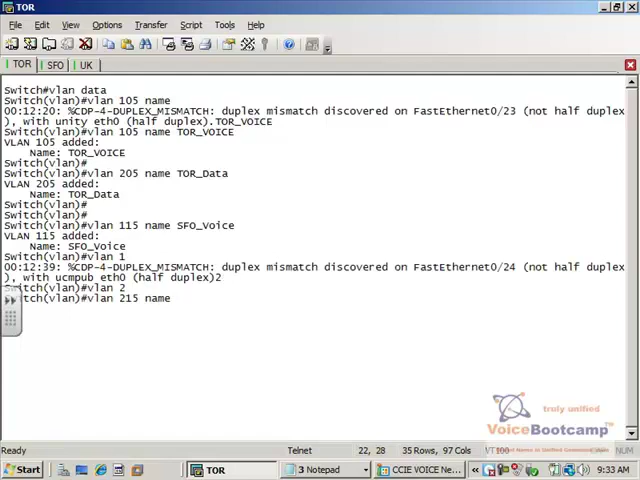 TOR
File Edit View Options Transfer Script Tools Help
TOR SFO UK
Switch#vlan data
Switch(vlan)#vlan 105 name
00:12:20: %CDP-4-DUPLEX_MISMATCH: duplex mismatch discovered on FastEthernet0/23 (not half duplex
), with unity eth0 (half duplex).TOR_VOICE
Switch(vlan)#vlan 105 name TOR_VOICE
VLAN 105 added:
Name: TOR_VOICE
Switch(vlan)#
Switch(vlan)#vlan 205 name TOR_Data
VLAN 205 added:
Name: TOR_Data
Switch(vlan)#
Switch(vlan)#
Switch(vlan)#vlan 115 name SFO_Voice
VLAN 115 added:
Name: SFO_Voice
Switch(vlan)#vlan 1
00:12:39: %CDP-4-DUPLEX_MISMATCH: duplex mismatch discovered on FastEthernet0/24 (not half duplex
), with ucmpub eth0 (half duplex)2
Switch(vlan)#vlan 2
Switch(vlan)#vlan 215 name
truly unified
VoiceBootcamp
Ready Telnet 22, 28 35 Rows, 97 Cols VT100 NUM
Start TOR 3 Notepad CCIE VOICE Ne... 9:33 AM